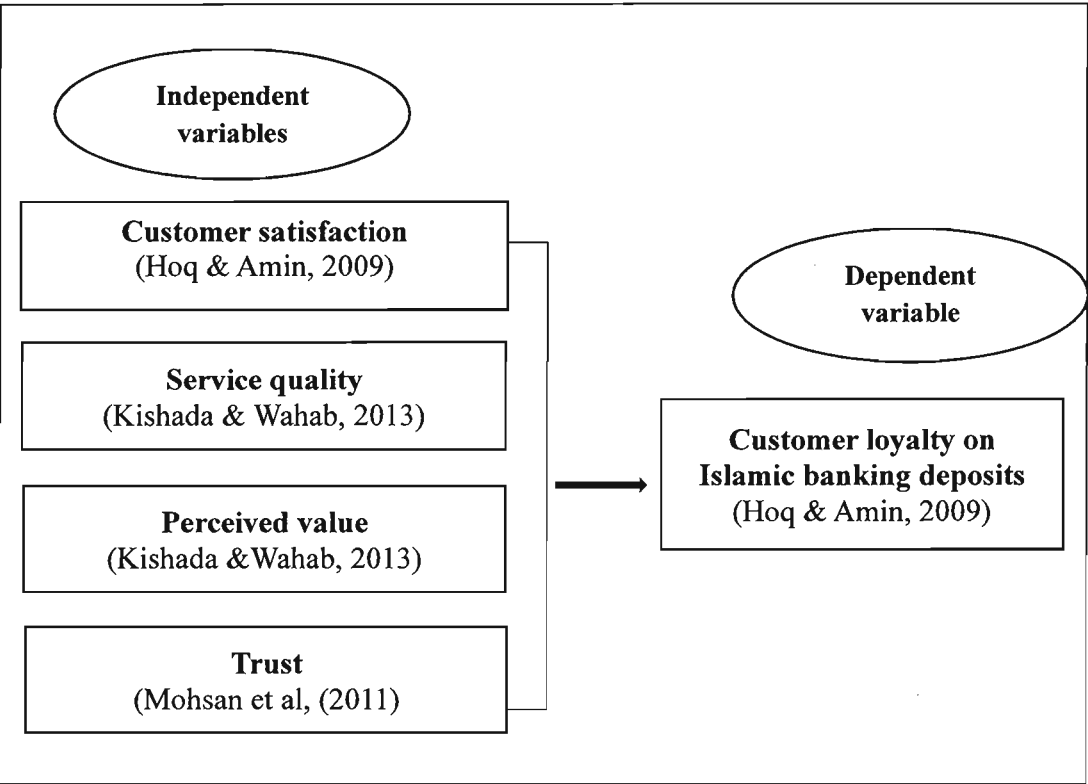 Independent
variables
Customer satisfaction
(Hoq & Amin, 2009)
Service quality
(Kishada & Wahab, 2013)
Perceived value
(Kishada &Wahab, 2013)
Trust
(Mohsan et al, (2011)
Dependent
variable
Customer loyalty on
Islamic banking deposits
(Hoq & Amin, 2009)